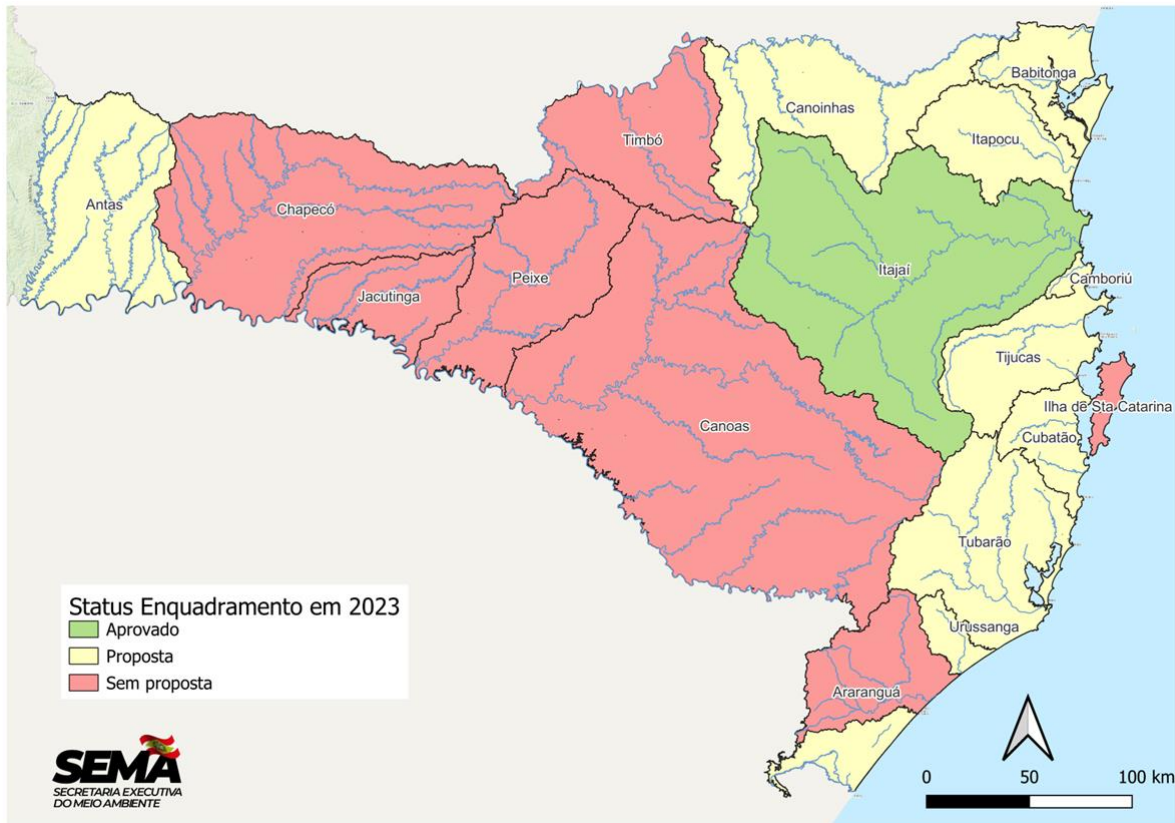 Babitonga
Canoinhas
Itapocu
Timbó
Antas
Chapecó
Itajaí
Camboriú
Peixe
Jacutinga
Tijucas
Ilha de Sta Catarina
Canoas
Cubatão
Tubarão
Urussanga
Araranguá
Status Enquadramento em 2023
Aprovado
Proposta
Sem proposta
SEMA
SECRETARIA EXECUTIVA
DO MEIO AMBIENTE
0 50 100 km